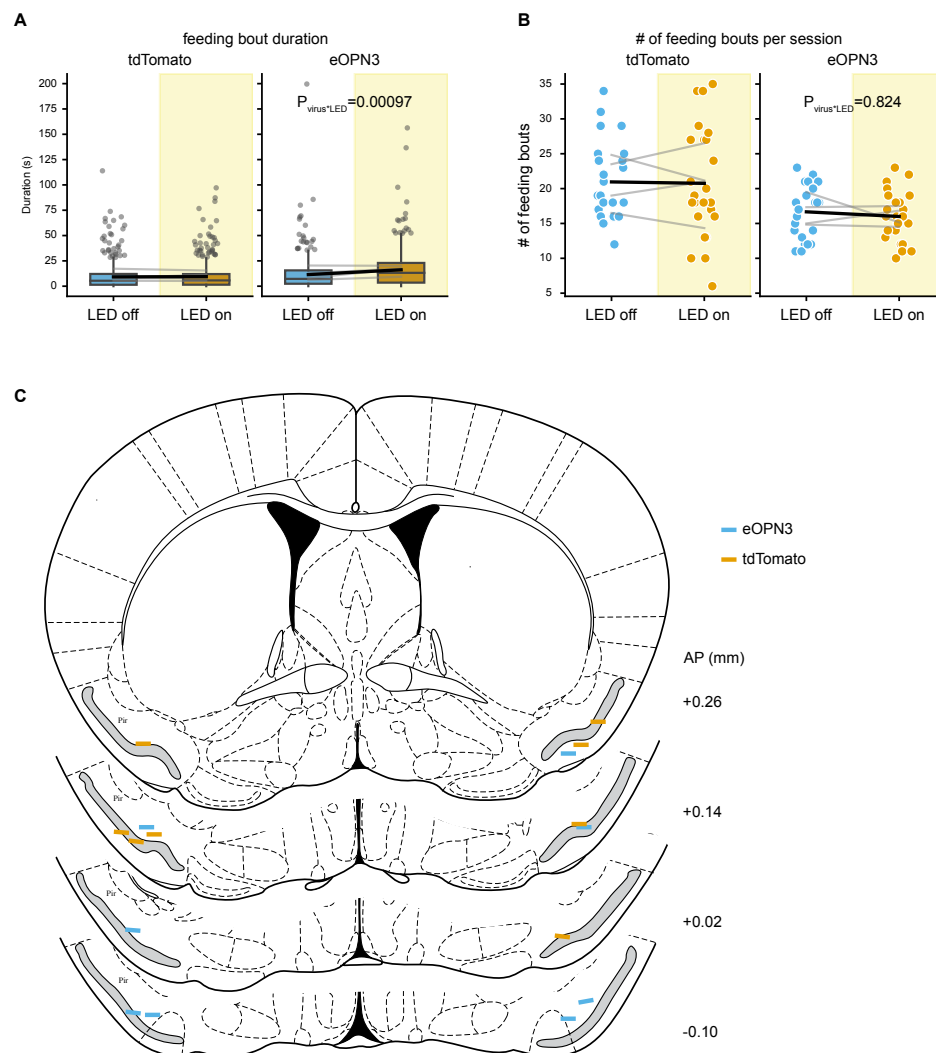 A
feeding bout duration
tdTomato
eOPN3
Duration (s)
200
175
150
125
100
75
50
25
0
P virus*LED=0.00097
LED off
LED on
LED off
LED on
B
# of feeding bouts per session
tdTomato
eOPN3
# of feeding bouts
35
30
25
20
15
10
5
P virus*LED=0.824
LED off
LED on
LED off
LED on
C
eOPN3
tdTomato
AP (mm)
+0.26
Pir
+0.14
Pir
+0.02
Pir
-0.10
Pir